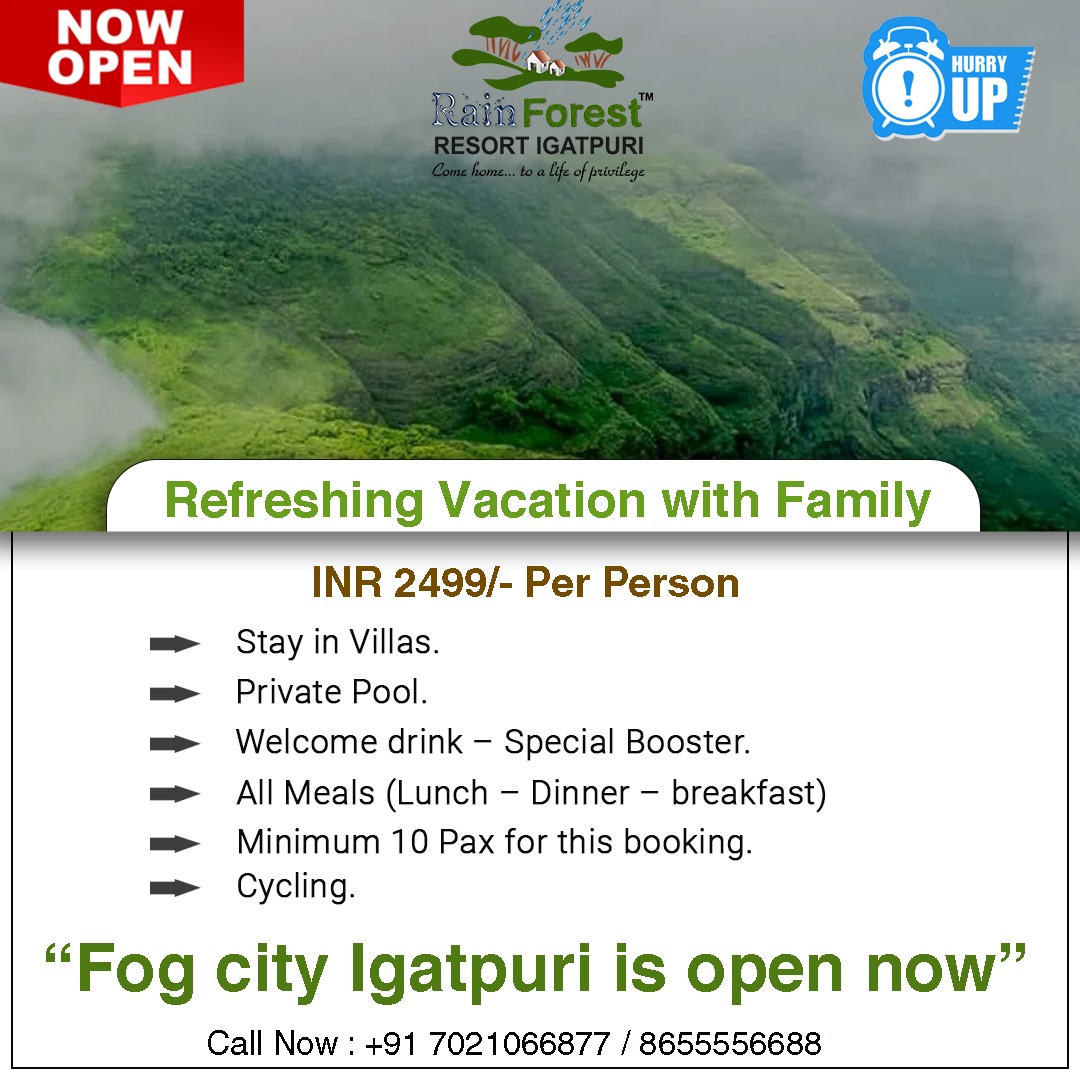 NOW
OPEN
HURRY
UP
Rain Forest™
RESORT IGATPURI
Come home... to a life of privilege
Refreshing Vacation with Family
INR 2499/- Per Person
Stay in Villas.
Private Pool.
Welcome drink – Special Booster.
All Meals (Lunch – Dinner – breakfast)
Minimum 10 Pax for this booking.
Cycling.
“Fog city Igatpuri is open now”
Call Now : +91 7021066877 / 8655556688